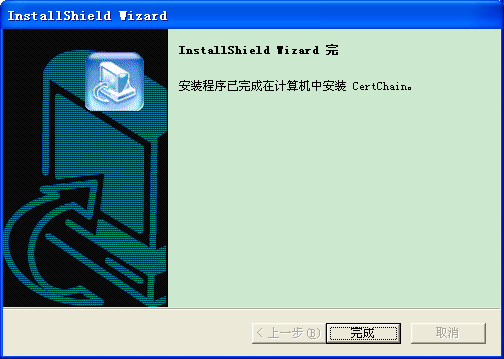 InstallShield Wizard
InstallShield Wizard 完
安装程序已完成在计算机中安装 CertChain。
< 上一步(B)
完成
取消